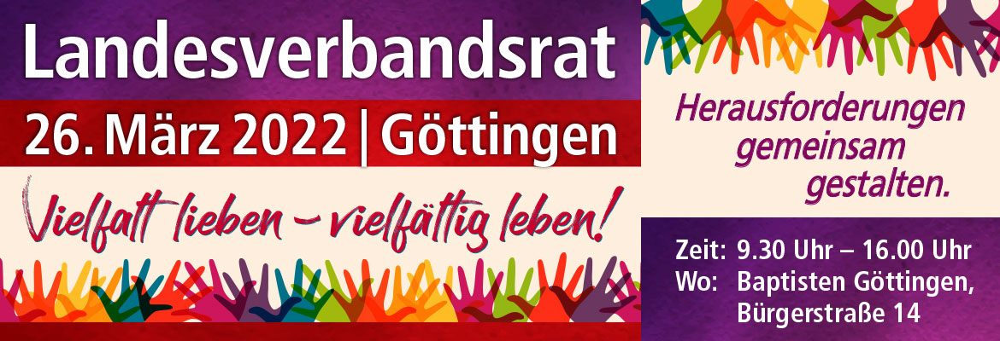 Landesverbandsrat
26. März 2022 | Göttingen
Vielfalt lieben – vielfältig leben!
Herausforderungen
gemeinsam
gestalten.
Zeit: 9.30 Uhr – 16.00 Uhr
Wo: Baptisten Göttingen,
Bürgerstraße 14